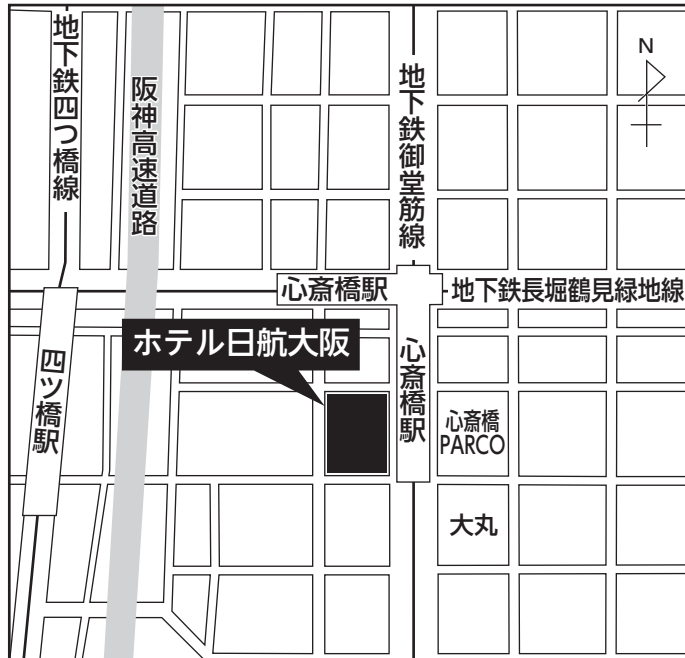 地下鉄四つ橋線
阪神高速道路
地下鉄御堂筋線
N
心斎橋駅
地下鉄長堀鶴見緑地線
ホテル日航大阪
四ツ橋駅
心斎橋駅
心斎橋
PARCO
大丸